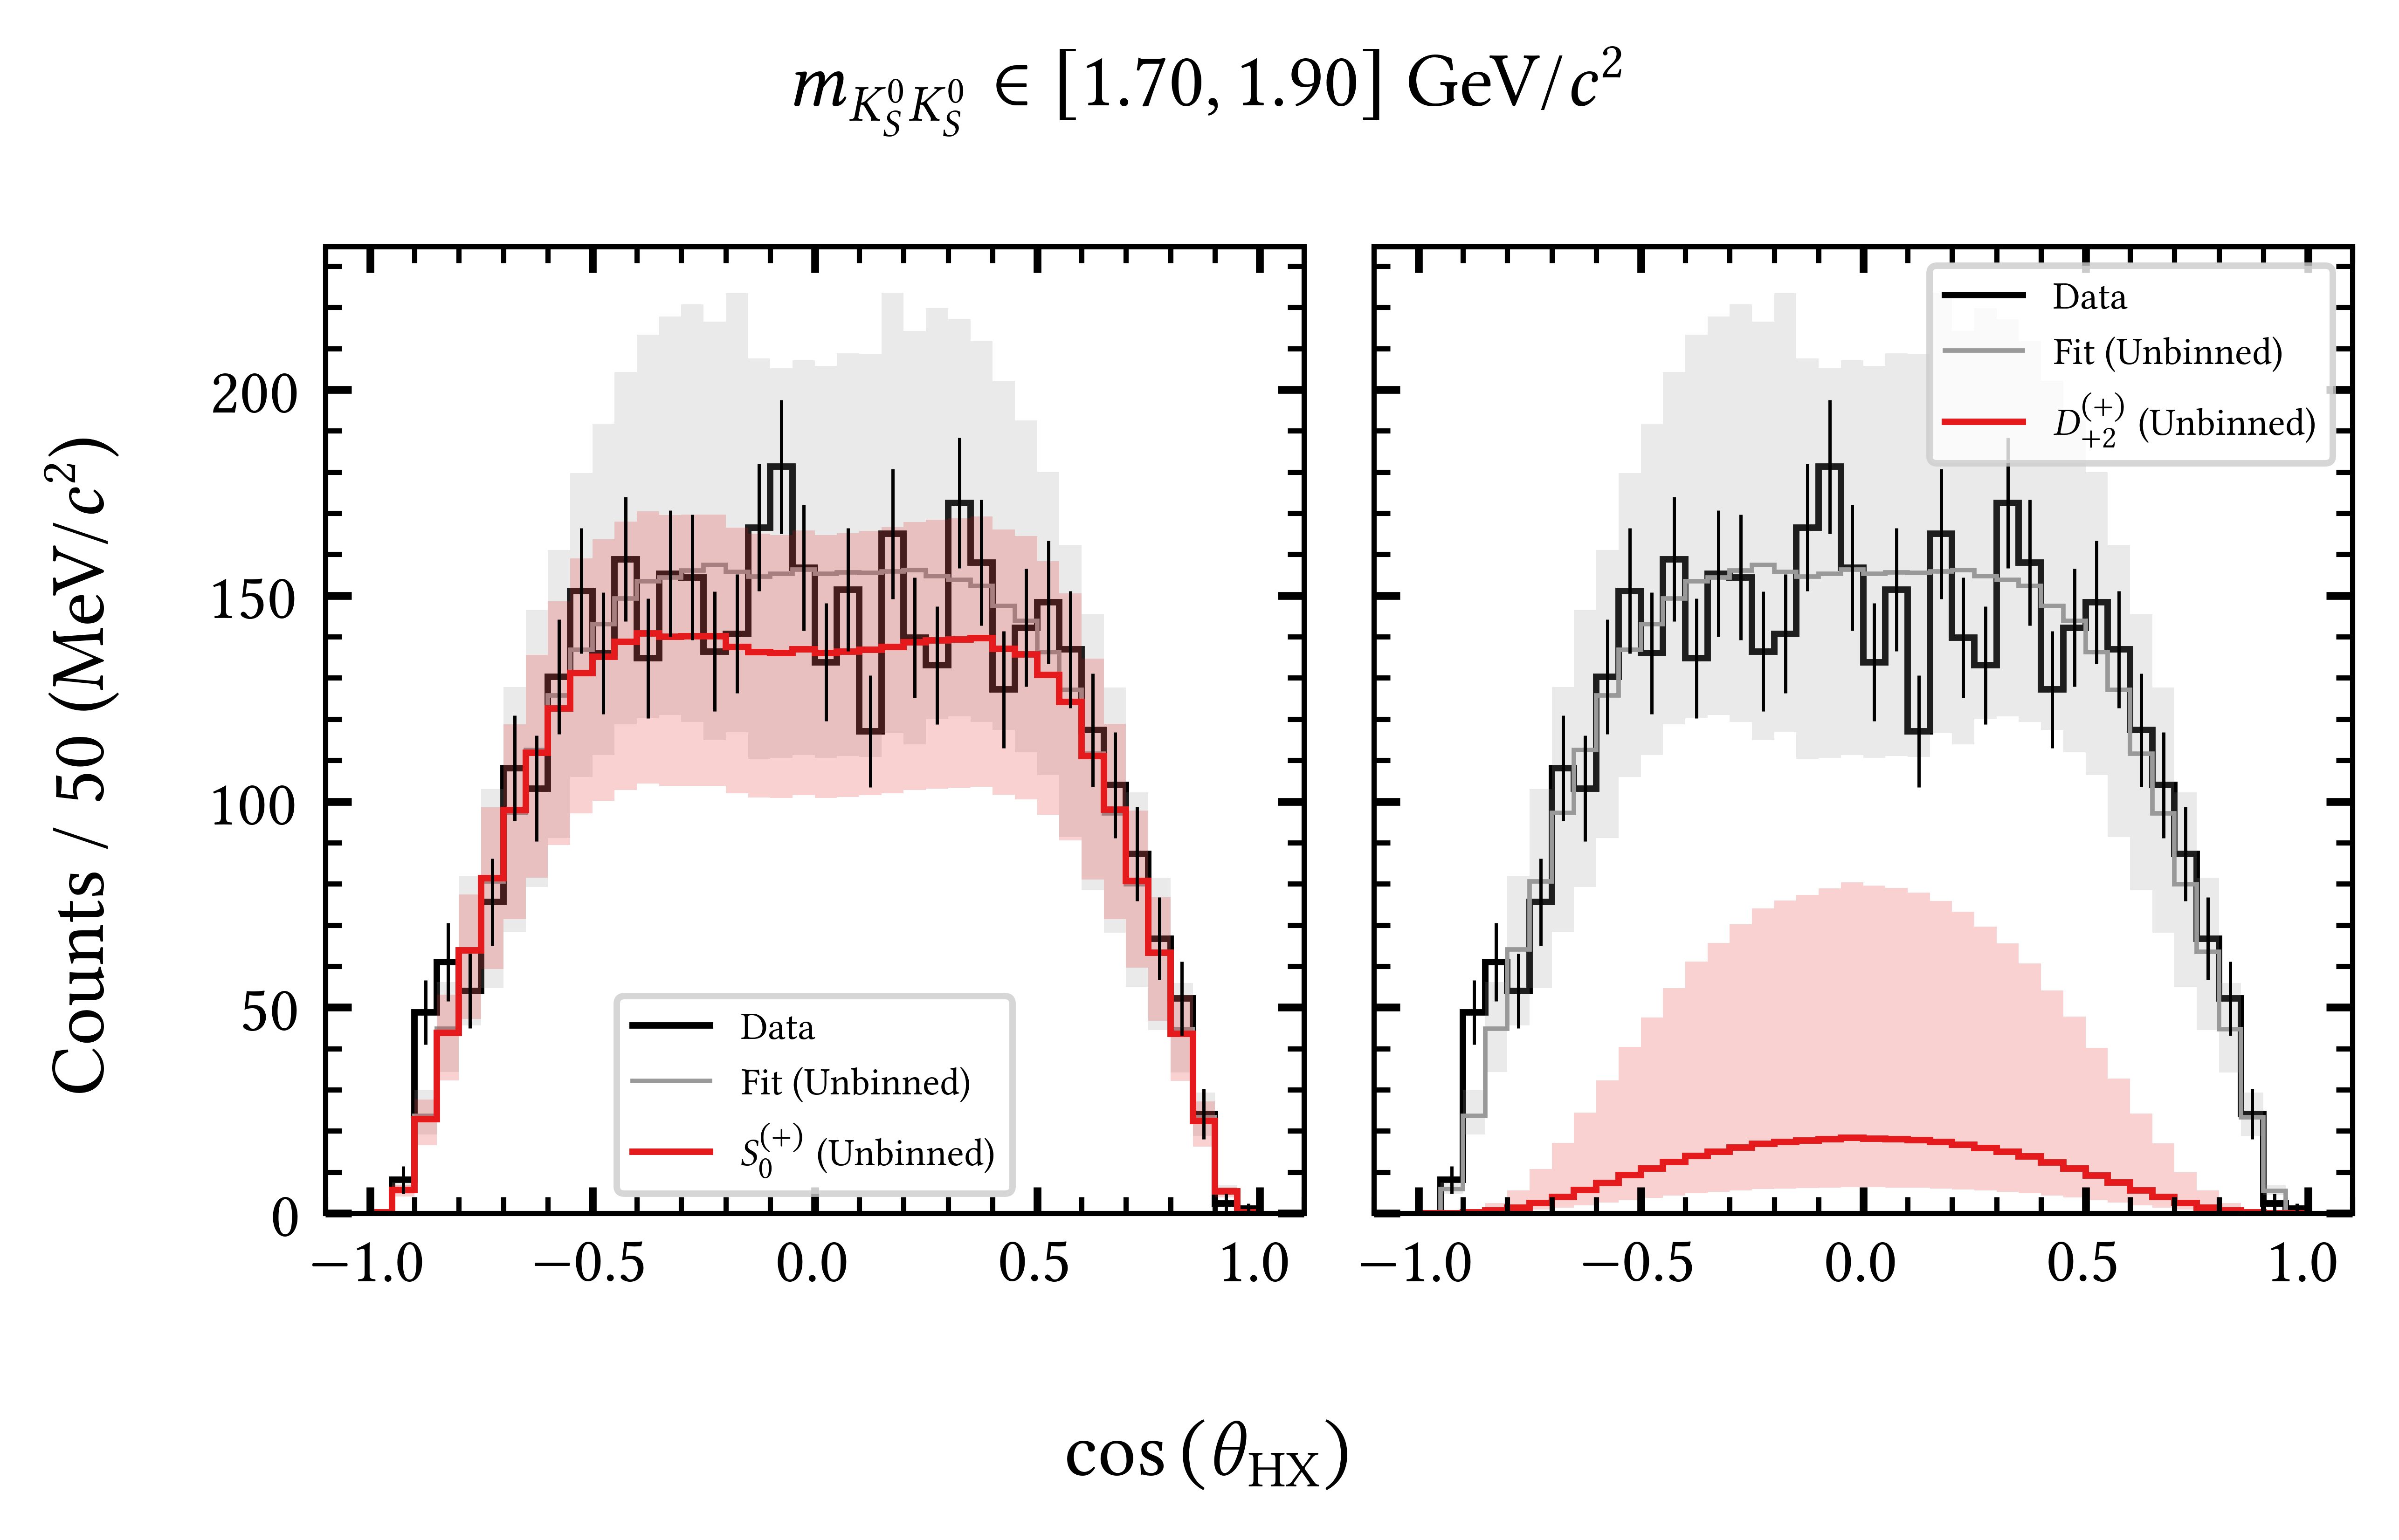 m_{K_S^0 K_S^0} ∈ [1.70, 1.90] GeV/c²
Counts / 50 (MeV/c²)
200
150
100
50
0
Data
Fit (Unbinned)
S_0^{(+)} (Unbinned)
−1.0 −0.5 0.0 0.5 1.0
Data
Fit (Unbinned)
D_{+2}^{(+)} (Unbinned)
−1.0 −0.5 0.0 0.5 1.0
cos (θ_{HX})